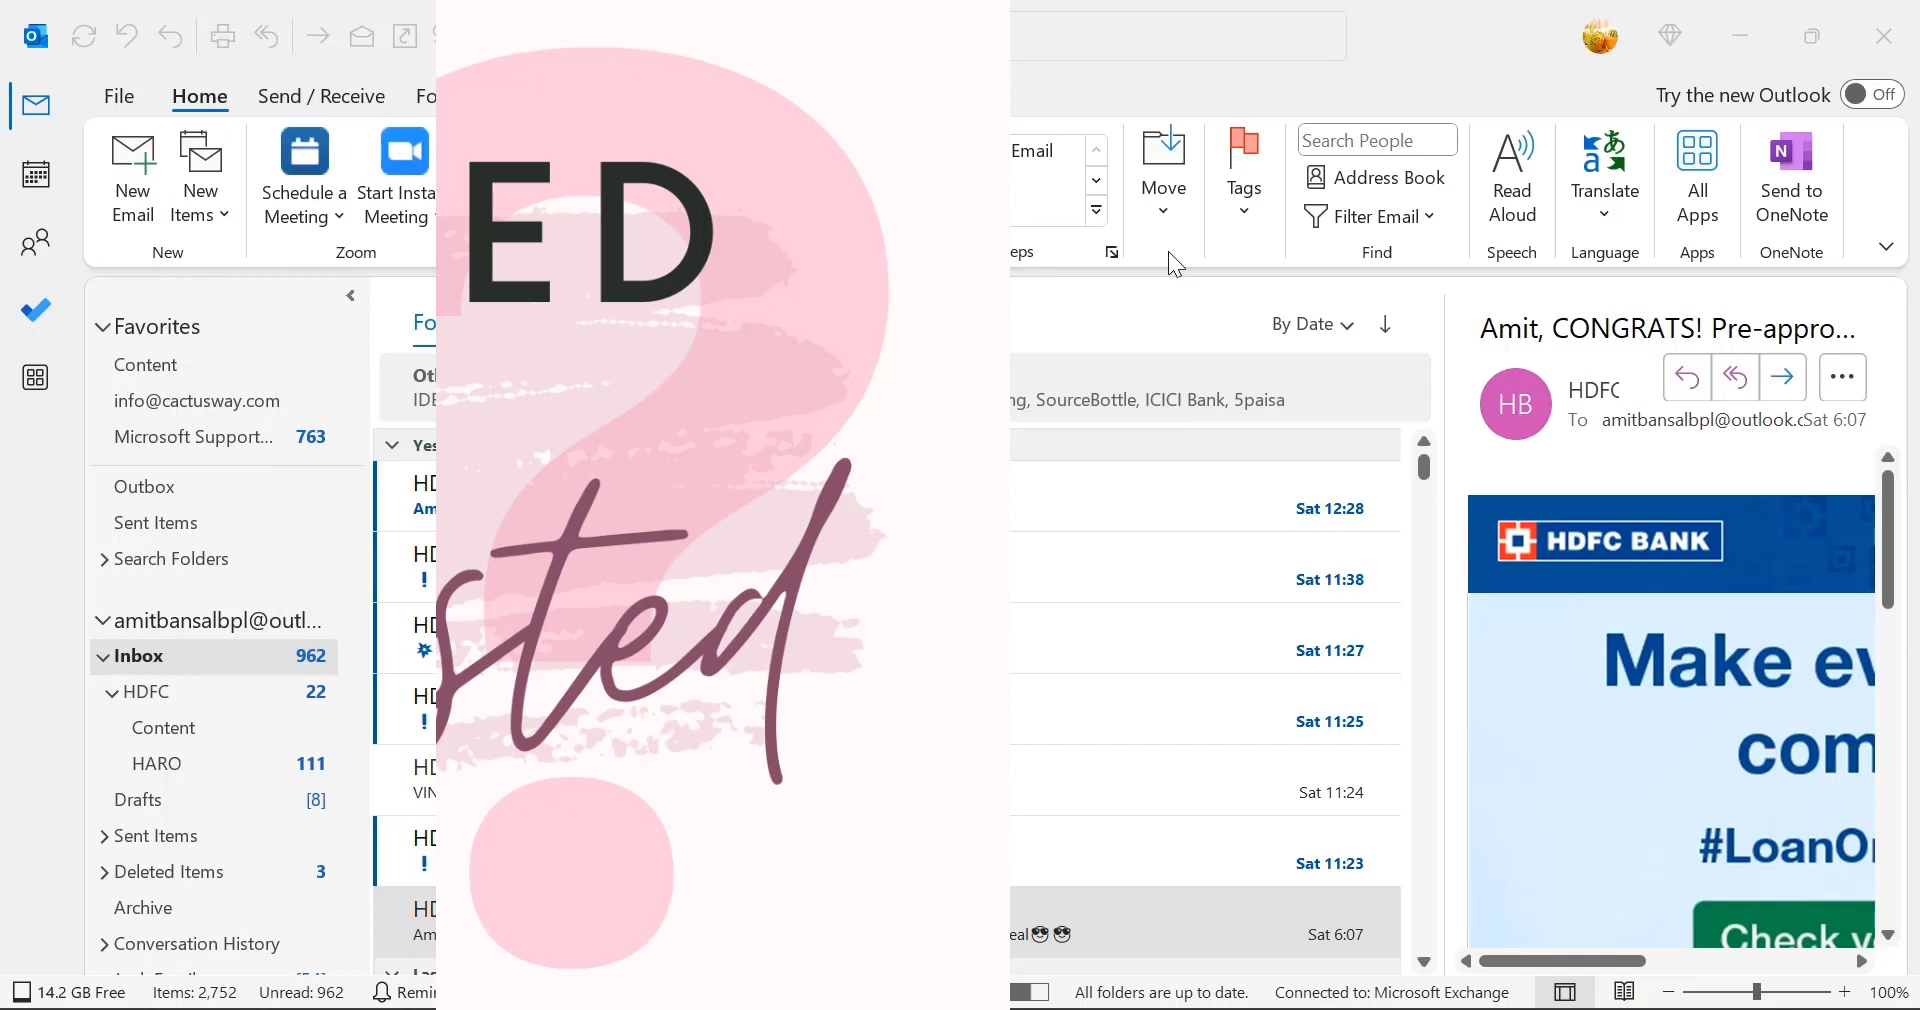 File Home Send / Receive
Try the new Outlook Off
New Email
New Items
Schedule a Meeting
Start Meeting
Email
Move
Tags
Search People
Address Book
Filter Email
Read Aloud
Translate
All Apps
Send to OneNote
New
Zoom
Find
Speech
Language
Apps
OneNote
ED
Favorites
Content
info@cactusway.com
Microsoft Support... 763
Outbox
Sent Items
Search Folders
amitbansalbpl@outl...
Inbox 962
HDFC 22
Content
HARO 111
Drafts [8]
Sent Items
Deleted Items 3
Archive
Conversation History
By Date
SourceBottle, ICICI Bank, 5paisa
Sat 12:28
Sat 11:38
Sat 11:27
Sat 11:25
Sat 11:24
Sat 11:23
Sat 6:07
sted
Amit, CONGRATS! Pre-appro...
HB
HDFC
To amitbansalbpl@outlook.c Sat 6:07
HDFC BANK
Make
#LoanO
Check
14.2 GB Free Items: 2,752 Unread: 962
All folders are up to date. Connected to: Microsoft Exchange 100%